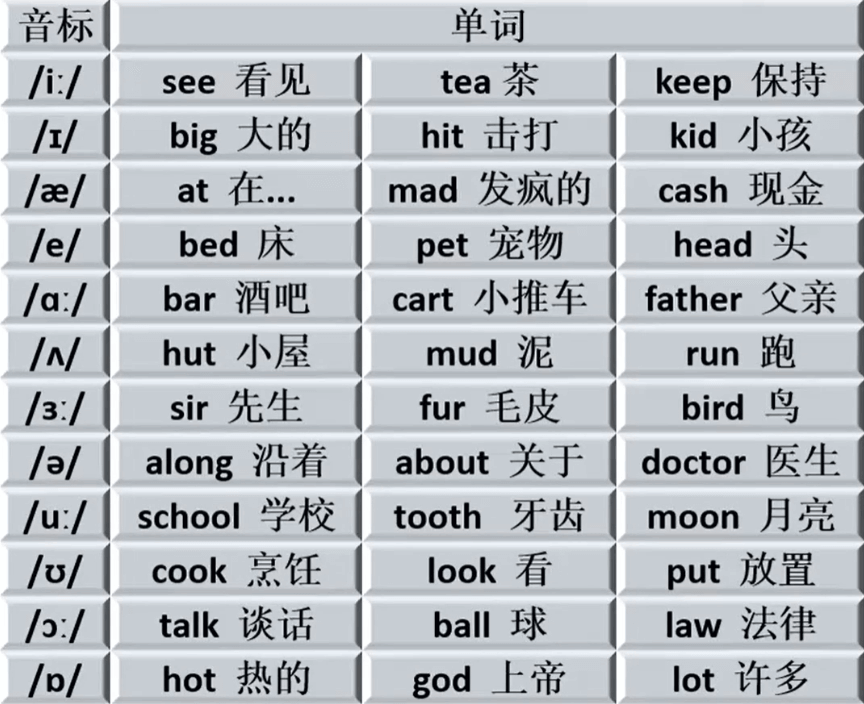 音标 单词
/iː/ see 看见 tea 茶 keep 保持
/ɪ/ big 大的 hit 击打 kid 小孩
/æ/ at 在... mad 发疯的 cash 现金
/e/ bed 床 pet 宠物 head 头
/ɑː/ bar 酒吧 cart 小推车 father 父亲
/ʌ/ hut 小屋 mud 泥 run 跑
/ɜː/ sir 先生 fur 毛皮 bird 鸟
/ə/ along 沿着 about 关于 doctor 医生
/uː/ school 学校 tooth 牙齿 moon 月亮
/ʊ/ cook 烹饪 look 看 put 放置
/ɔː/ talk 谈话 ball 球 law 法律
/ɒ/ hot 热的 god 上帝 lot 许多